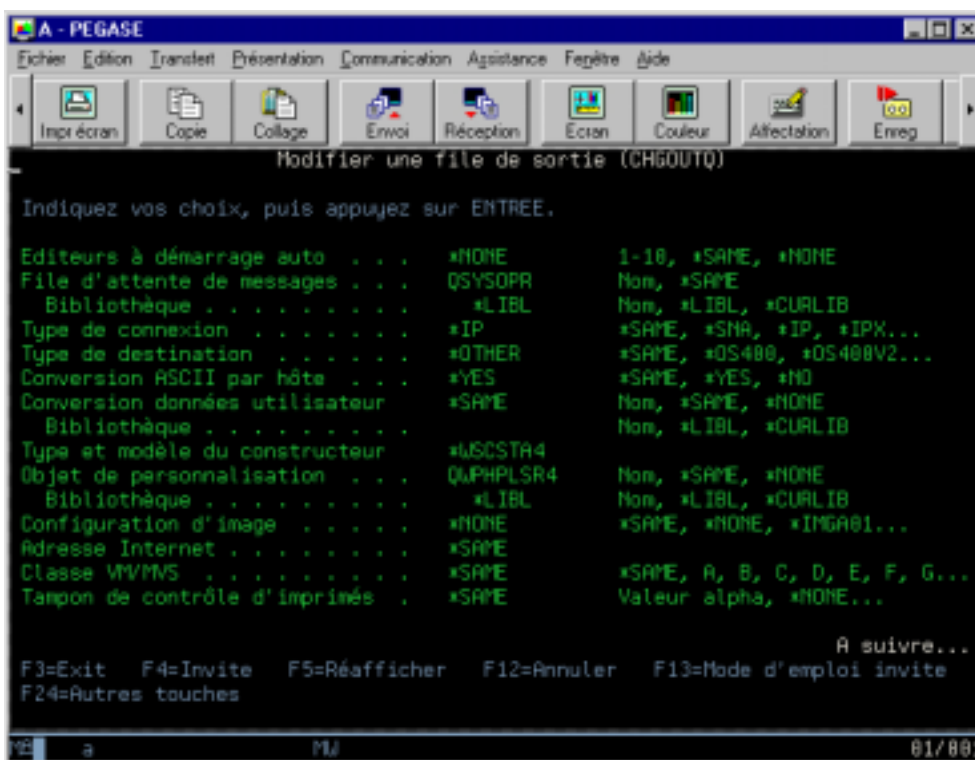 A - PEGASE
Fichier Edition Transfert Présentation Communication Assistance Fenêtre Aide
Impr écran Copie Collage Envoi Réception Ecran Couleur Affectation Enreg
Modifier une file de sortie (CHGOUTQ)
Indiquez vos choix, puis appuyez sur ENTREE.
Editeurs à démarrage auto . . . *NONE 1-10, *SAME, *NONE
File d'attente de messages . . . QSYSOPR Nom, *SAME
Bibliothèque . . . . . . . . . *LIBL Nom, *LIBL, *CURLIB
Type de connexion . . . . . . . *IP *SAME, *SNA, *IP, *IPX...
Type de destination . . . . . . *OTHER *SAME, *OS400, *OS400V2...
Conversion ASCII par hôte . . . *YES *SAME, *YES, *NO
Conversion données utilisateur *SAME Nom, *SAME, *NONE
Bibliothèque . . . . . . . . . Nom, *LIBL, *CURLIB
Type et modèle du constructeur *WSCSTA4
Objet de personnalisation . . . QWPHPLSR4 Nom, *SAME, *NONE
Bibliothèque . . . . . . . . . *LIBL Nom, *LIBL, *CURLIB
Configuration d'image . . . . . *NONE *SAME, *NONE, *IMGA01...
Adresse Internet . . . . . . . . *SAME
Classe VM/MVS . . . . . . . . . *SAME *SAME, A, B, C, D, E, F, G...
Tampon de contrôle d'imprimés . *SAME Valeur alpha, *NONE...
A suivre...
F3=Exit F4=Invite F5=Réafficher F12=Annuler F13=Mode d'emploi invite
F24=Autres touches
a MW 01/001